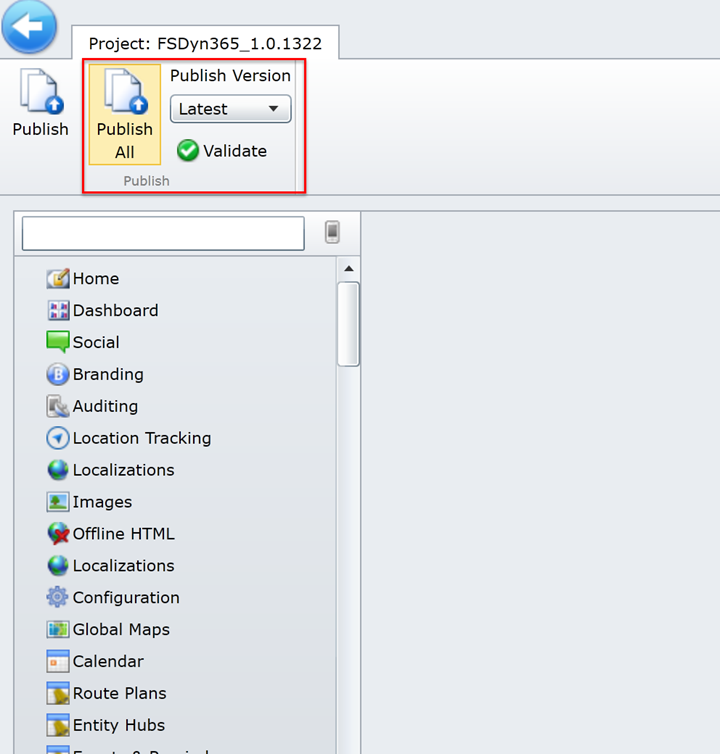 Project: FSDyn365_1.0.1322
Publish
Publish All
Publish Version
Latest
Validate
Publish
Home
Dashboard
Social
Branding
Auditing
Location Tracking
Localizations
Images
Offline HTML
Localizations
Configuration
Global Maps
Calendar
Route Plans
Entity Hubs